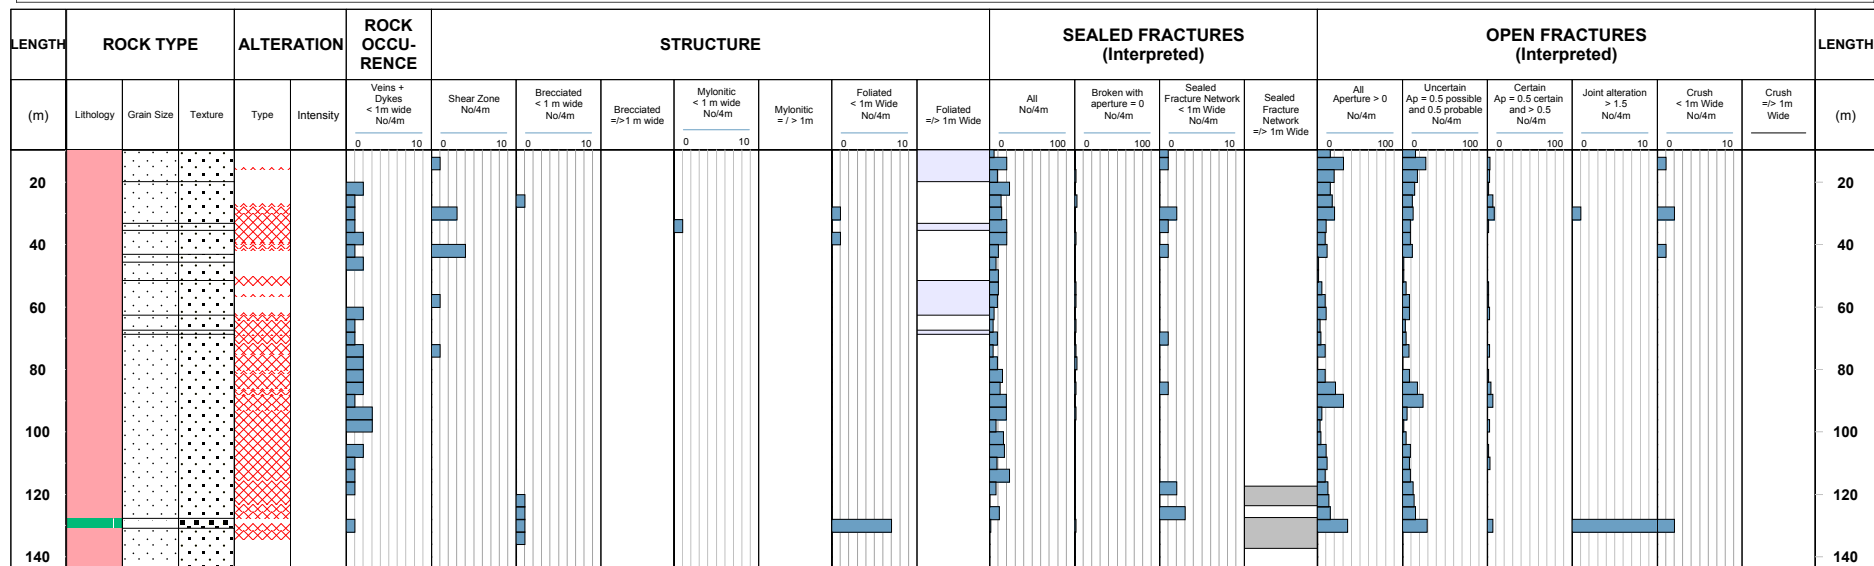 LENGTH
ROCK TYPE
ALTERATION
ROCK
OCCU-
RENCE
STRUCTURE
SEALED FRACTURES
(Interpreted)
OPEN FRACTURES
(Interpreted)
LENGTH
(m)
Lithology
Grain Size
Texture
Type
Intensity
Veins +
Dykes
< 1m wide
No/4m
0 10
Shear Zone
No/4m
0 10
Brecciated
< 1 m wide
No/4m
0 10
Brecciated
=/>1 m wide
Mylonitic
< 1 m wide
No/4m
0 10
Mylonitic
= / > 1m
Foliated
< 1m Wide
No/4m
0 10
Foliated
=/> 1m Wide
All
No/4m
0 100
Broken with
aperture = 0
No/4m
0 100
Sealed
Fracture Network
< 1m Wide
No/4m
0 10
Sealed
Fracture
Network
=/> 1m Wide
All
Aperture > 0
No/4m
0 100
Uncertain
Ap = 0.5 possible
and 0.5 probable
No/4m
0 100
Certain
Ap = 0.5 certain
and > 0.5
No/4m
0 100
Joint alteration
> 1.5
No/4m
0 10
Crush
< 1m Wide
No/4m
0 10
Crush
=/> 1m
Wide
(m)
20 20
40 40
60 60
80 80
100 100
120 120
140 140